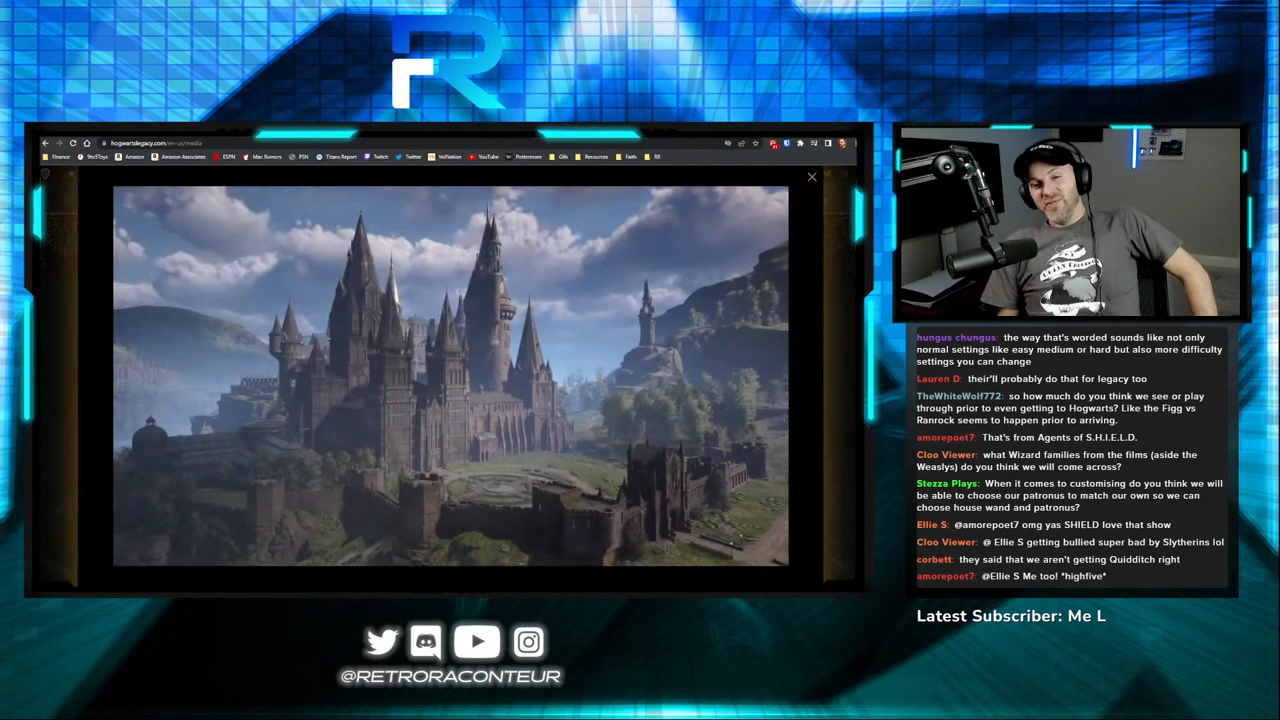 hogwartslegacy.com/en-us/media
Finance 9to5Toys Amazon Amazon Associates ESPN Mac Rumors PSN Titans Report Twitch Twitter VolNation YouTube Pottermore Gifs Resources Faith RR
hungus chungus: the way that's worded sounds like not only
normal settings like easy medium or hard but also more difficulty
settings you can change
Lauren D: their'll probably do that for legacy too
TheWhiteWolf772: so how much do you think we see or play
through prior to even getting to Hogwarts? Like the Figg vs
Ranrock seems to happen prior to arriving.
amorepoet7: That's from Agents of S.H.I.E.L.D.
Cloo Viewer: what Wizard families from the films (aside the
Weaslys) do you think we will come across?
Stezza Plays: When it comes to customising do you think we will
be able to choose our patronus to match our own so we can
choose house wand and patronus?
Ellie S: @amorepoet7 omg yas SHIELD love that show
Cloo Viewer: @ Ellie S getting bullied super bad by Slytherins lol
corbett: they said that we aren't getting Quidditch right
amorepoet7: @Ellie S Me too! *highfive*
Latest Subscriber: Me L
@RETRORACONTEUR